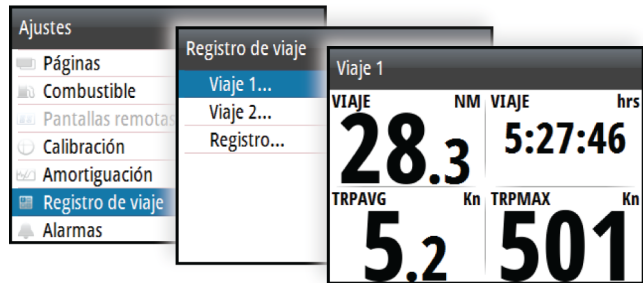 Ajustes
Páginas
Combustible
Pantallas remotas
Calibración
Amortiguación
Registro de viaje
Alarmas
Registro de viaje
Viaje 1...
Viaje 2...
Registro...
Viaje 1
VIAJE NM
28.3
VIAJE hrs
5:27:46
TRPAVG Kn
5.2
TRPMAX Kn
501